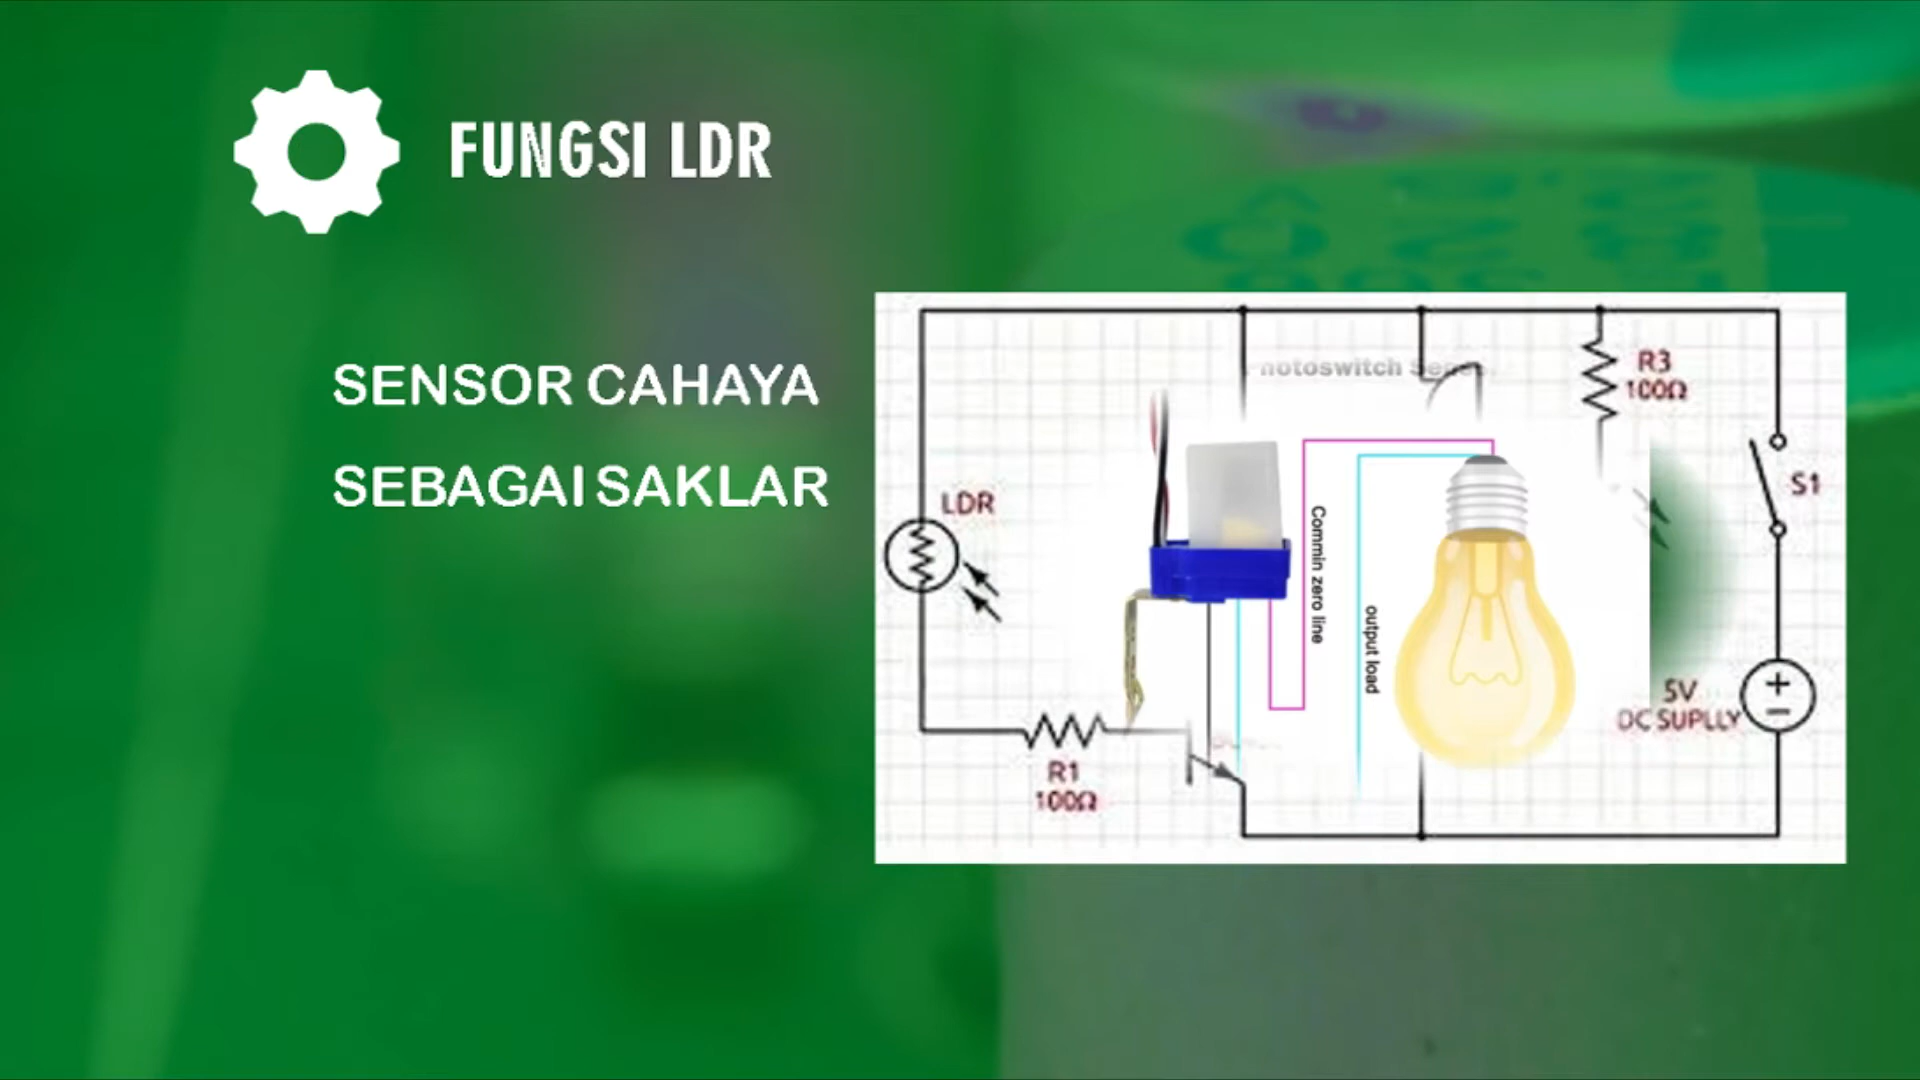 FUNGSI LDR
SENSOR CAHAYA
SEBAGAI SAKLAR
R3
100Ω
LDR
S1
Commin zero line
output load
5V
DC SUPLLY
R1
100Ω